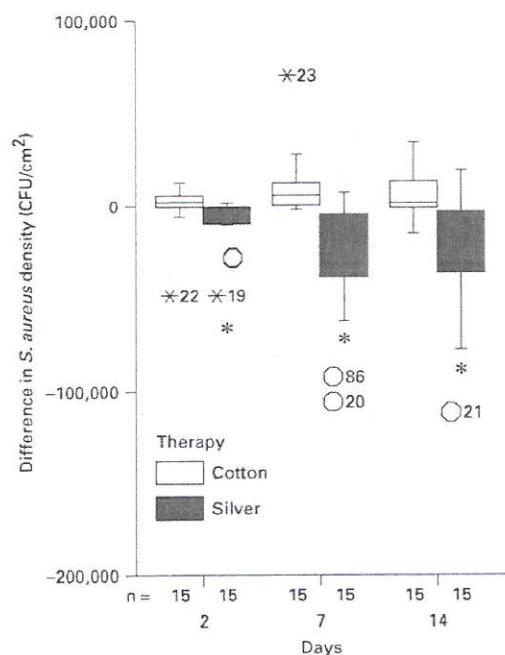 Difference in S. aureus density (CFU/cm²)
100,000
0
−100,000
−200,000
23
22
19
*
*
86
20
*
21
Therapy
Cotton
Silver
n = 15 15 15 15 15 15
2 7 14
Days